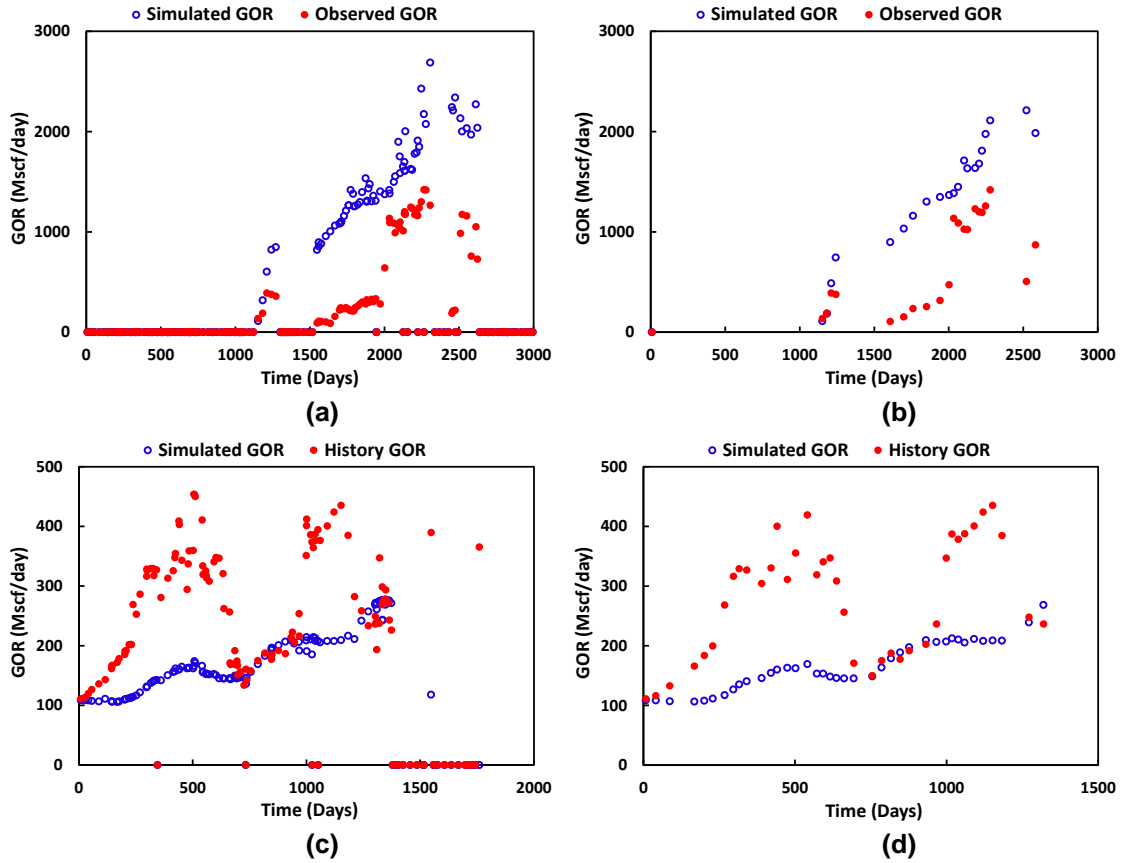 Simulated GOR Observed GOR
3000
2000
1000
0
GOR (Mscf/day)
0 500 1000 1500 2000 2500 3000
Time (Days)
(a)
Simulated GOR Observed GOR
3000
2000
1000
0
GOR (Mscf/day)
0 500 1000 1500 2000 2500 3000
Time (Days)
(b)
Simulated GOR History GOR
500
400
300
200
100
0
GOR (Mscf/day)
0 500 1000 1500 2000
Time (Days)
(c)
Simulated GOR History GOR
500
400
300
200
100
0
GOR (Mscf/day)
0 500 1000 1500
Time (Days)
(d)